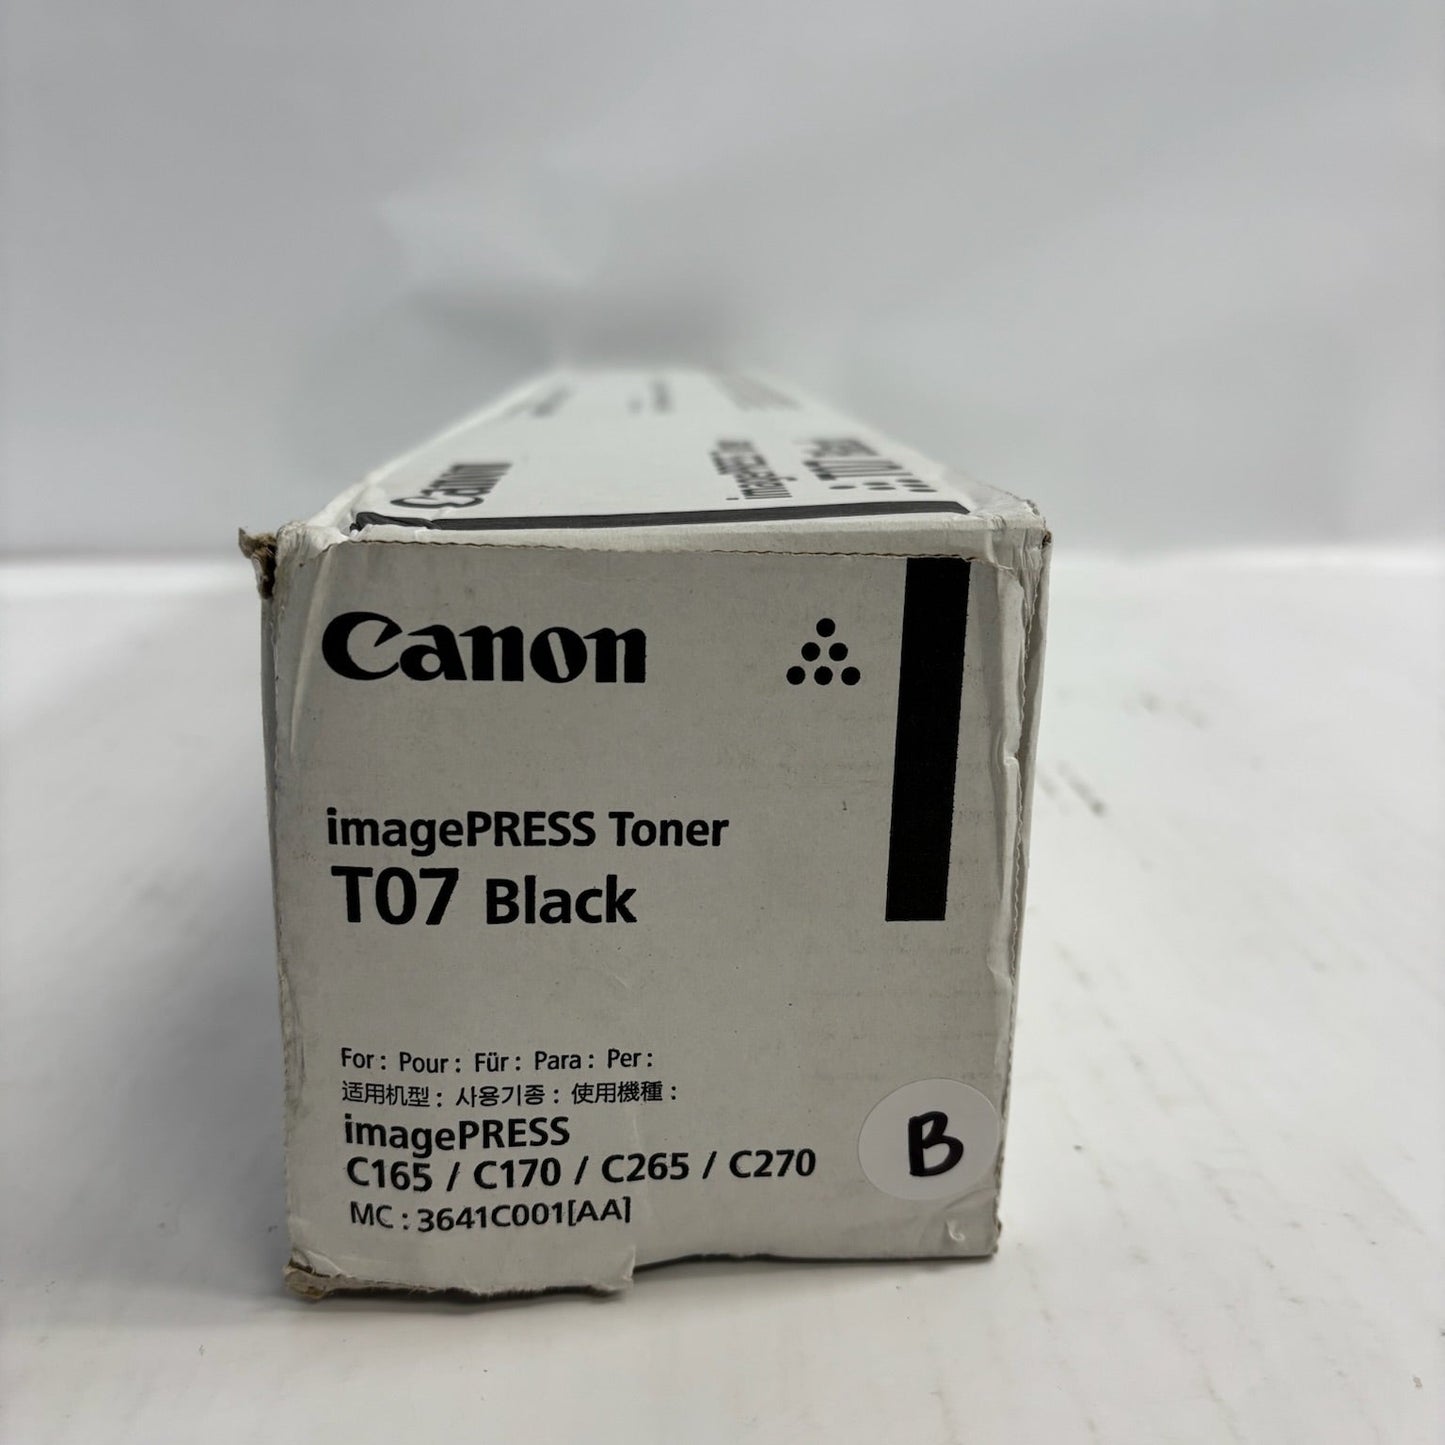 Canon
Canon
imagePRESS Toner
T07 Black
For : Pour : Für : Para : Per :
适用机型 : 사용기종 : 使用機種 :
imagePRESS
C165 / C170 / C265 / C270
MC : 3641C001[AA]
B